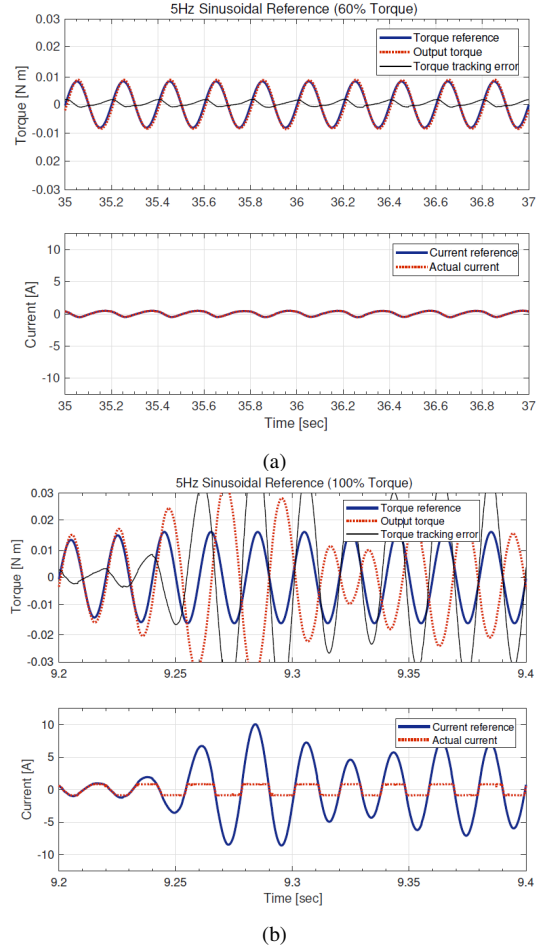 5Hz Sinusoidal Reference (60% Torque)
0.03
0.02
0.01
0
-0.01
-0.02
-0.03
Torque [N m]
Torque reference
Output torque
Torque tracking error
35 35.2 35.4 35.6 35.8 36 36.2 36.4 36.6 36.8 37
10
5
0
-5
-10
Current [A]
Current reference
Actual current
35 35.2 35.4 35.6 35.8 36 36.2 36.4 36.6 36.8 37
Time [sec]
(a)
5Hz Sinusoidal Reference (100% Torque)
0.03
0.02
0.01
0
-0.01
-0.02
-0.03
Torque [N m]
Torque reference
Output torque
Torque tracking error
9.2 9.25 9.3 9.35 9.4
10
5
0
-5
-10
Current [A]
Current reference
Actual current
9.2 9.25 9.3 9.35 9.4
Time [sec]
(b)